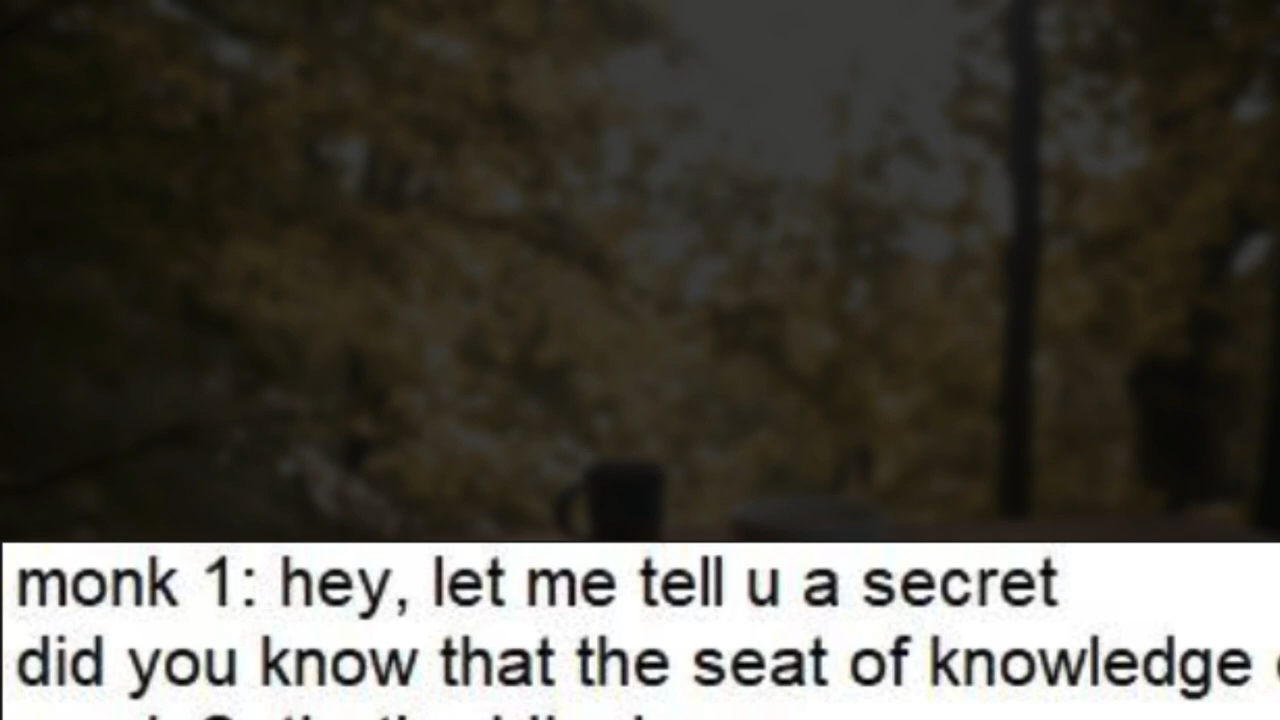 monk 1: hey, let me tell u a secret
did you know that the seat of knowledge